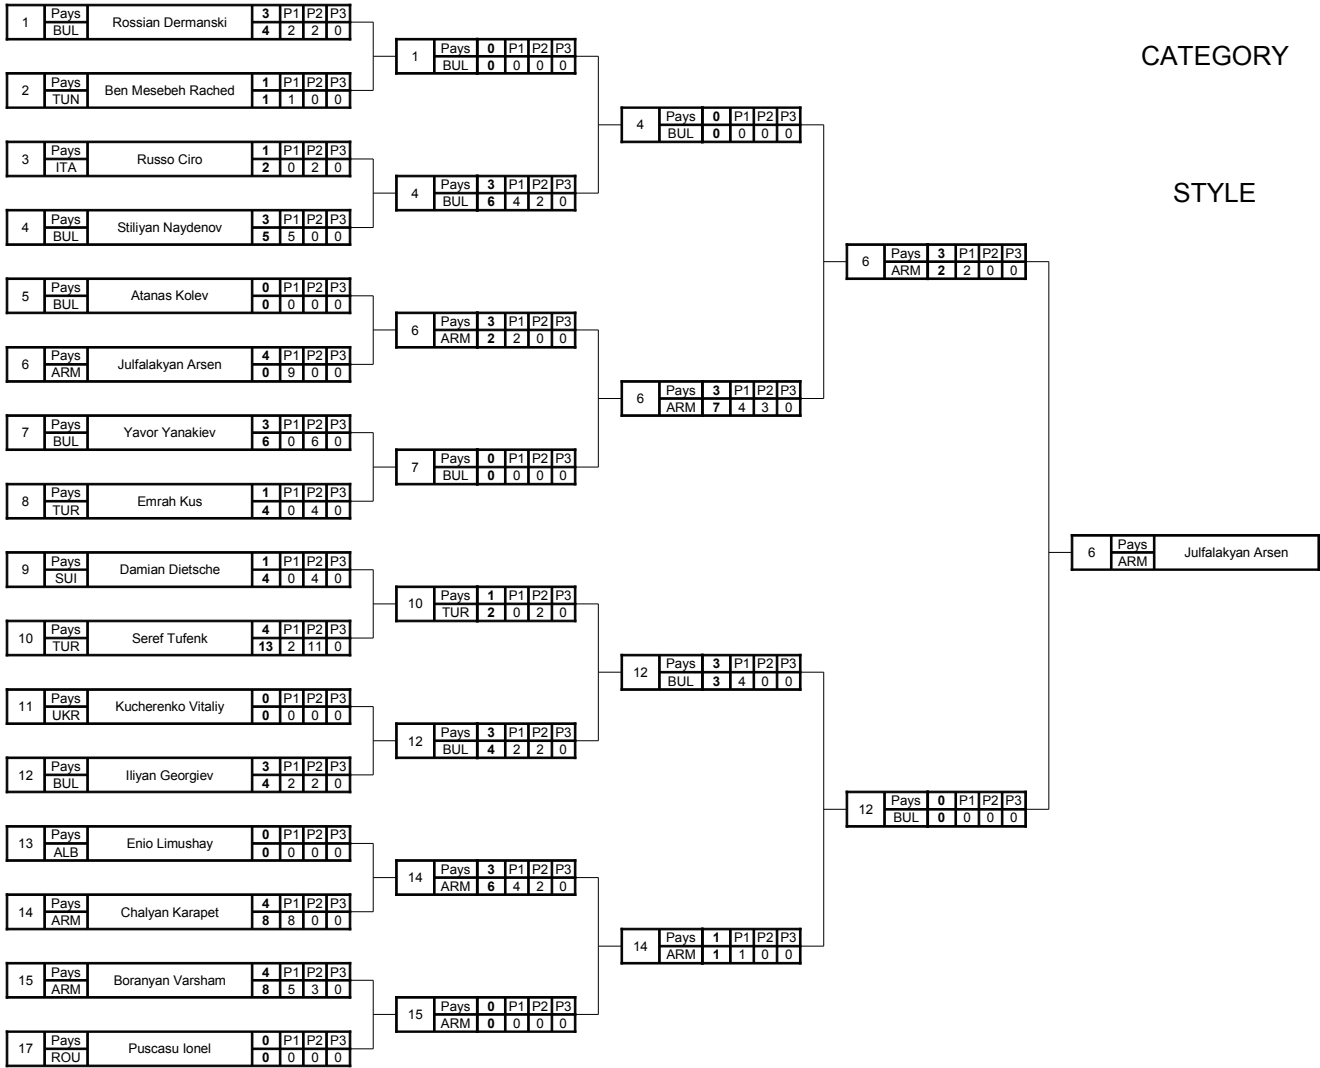 1 Pays Rossian Dermanski 3 P1 P2 P3
BUL 4 2 2 0
1 Pays 0 P1 P2 P3
BUL 0 0 0 0
CATEGORY
2 Pays Ben Mesebeh Rached 1 P1 P2 P3
TUN 1 1 0 0
4 Pays 0 P1 P2 P3
BUL 0 0 0 0
3 Pays Russo Ciro 1 P1 P2 P3
ITA 2 0 2 0
4 Pays 3 P1 P2 P3
BUL 6 4 2 0
STYLE
4 Pays Stiliyan Naydenov 3 P1 P2 P3
BUL 5 5 0 0
6 Pays 3 P1 P2 P3
ARM 2 2 0 0
5 Pays Atanas Kolev 0 P1 P2 P3
BUL 0 0 0 0
6 Pays 3 P1 P2 P3
ARM 2 2 0 0
6 Pays Julfalakyan Arsen 4 P1 P2 P3
ARM 0 9 0 0
6 Pays 3 P1 P2 P3
ARM 7 4 3 0
7 Pays Yavor Yanakiev 3 P1 P2 P3
BUL 6 0 6 0
7 Pays 0 P1 P2 P3
BUL 0 0 0 0
8 Pays Emrah Kus 1 P1 P2 P3
TUR 4 0 4 0
6 Pays Julfalakyan Arsen
ARM
9 Pays Damian Dietsche 1 P1 P2 P3
SUI 4 0 4 0
10 Pays 1 P1 P2 P3
TUR 2 0 2 0
10 Pays Seref Tufenk 4 P1 P2 P3
TUR 13 2 11 0
12 Pays 3 P1 P2 P3
BUL 3 4 0 0
11 Pays Kucherenko Vitaliy 0 P1 P2 P3
UKR 0 0 0 0
12 Pays 3 P1 P2 P3
BUL 4 2 2 0
12 Pays Iliyan Georgiev 3 P1 P2 P3
BUL 4 2 2 0
12 Pays 0 P1 P2 P3
BUL 0 0 0 0
13 Pays Enio Limushay 0 P1 P2 P3
ALB 0 0 0 0
14 Pays 3 P1 P2 P3
ARM 6 4 2 0
14 Pays Chalyan Karapet 4 P1 P2 P3
ARM 8 8 0 0
14 Pays 1 P1 P2 P3
ARM 1 1 0 0
15 Pays Boranyan Varsham 4 P1 P2 P3
ARM 8 5 3 0
15 Pays 0 P1 P2 P3
ARM 0 0 0 0
17 Pays Puscasu Ionel 0 P1 P2 P3
ROU 0 0 0 0